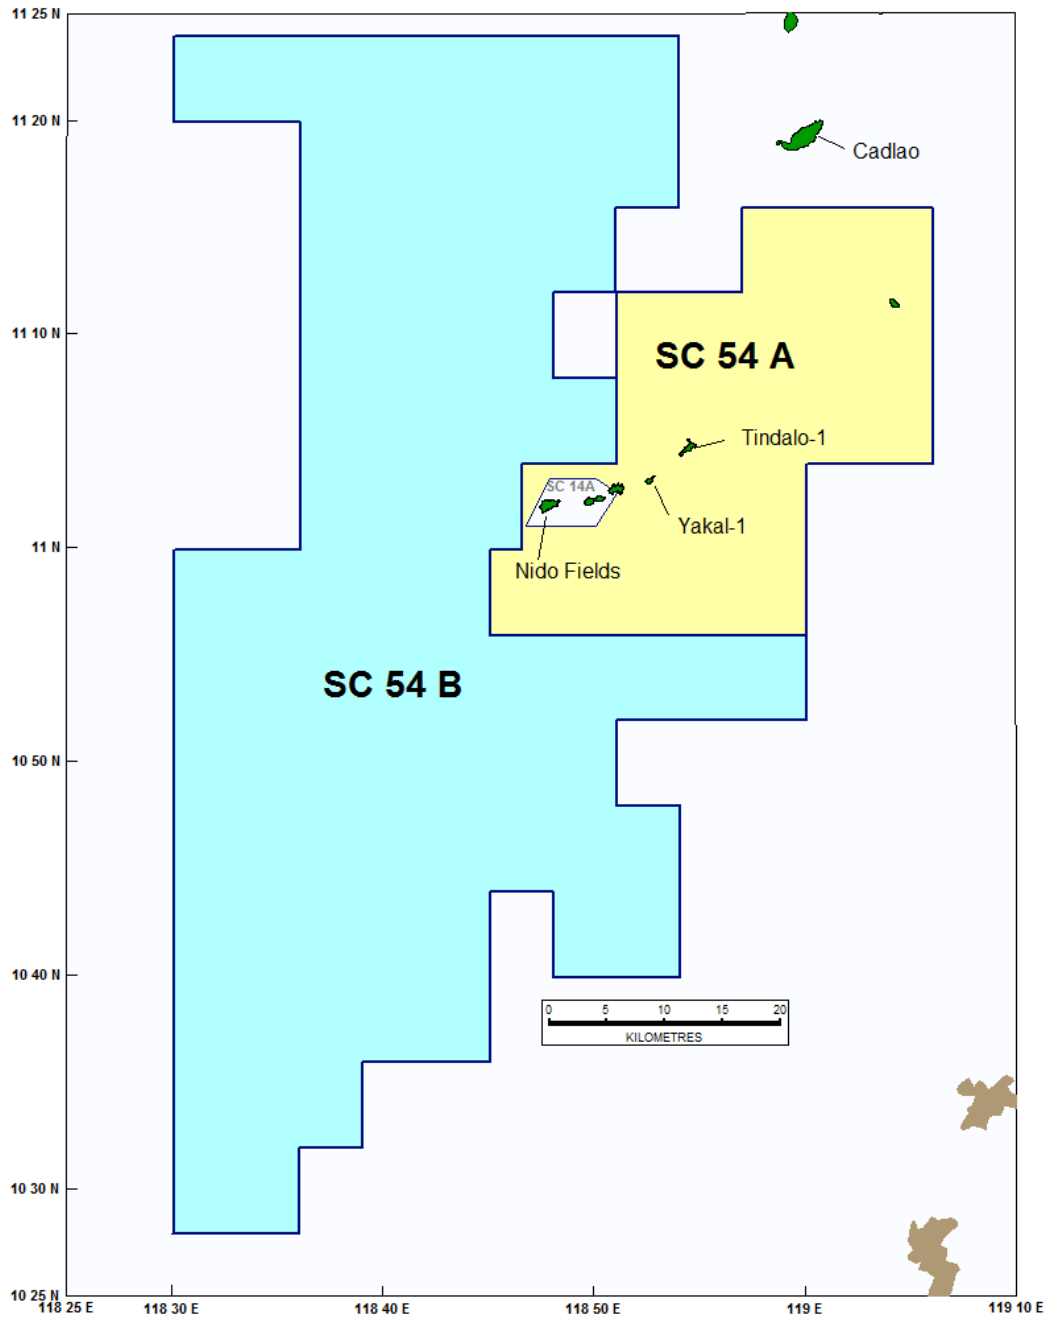 11 25 N
11 20 N
Cadlao
11 10 N
SC 54 A
Tindalo-1
SC 14A
Yakal-1
11 N
Nido Fields
SC 54 B
10 50 N
10 40 N
0 5 10 15 20
KILOMETRES
10 30 N
10 25 N
118 25 E 118 30 E 118 40 E 118 50 E 119 E 119 10 E